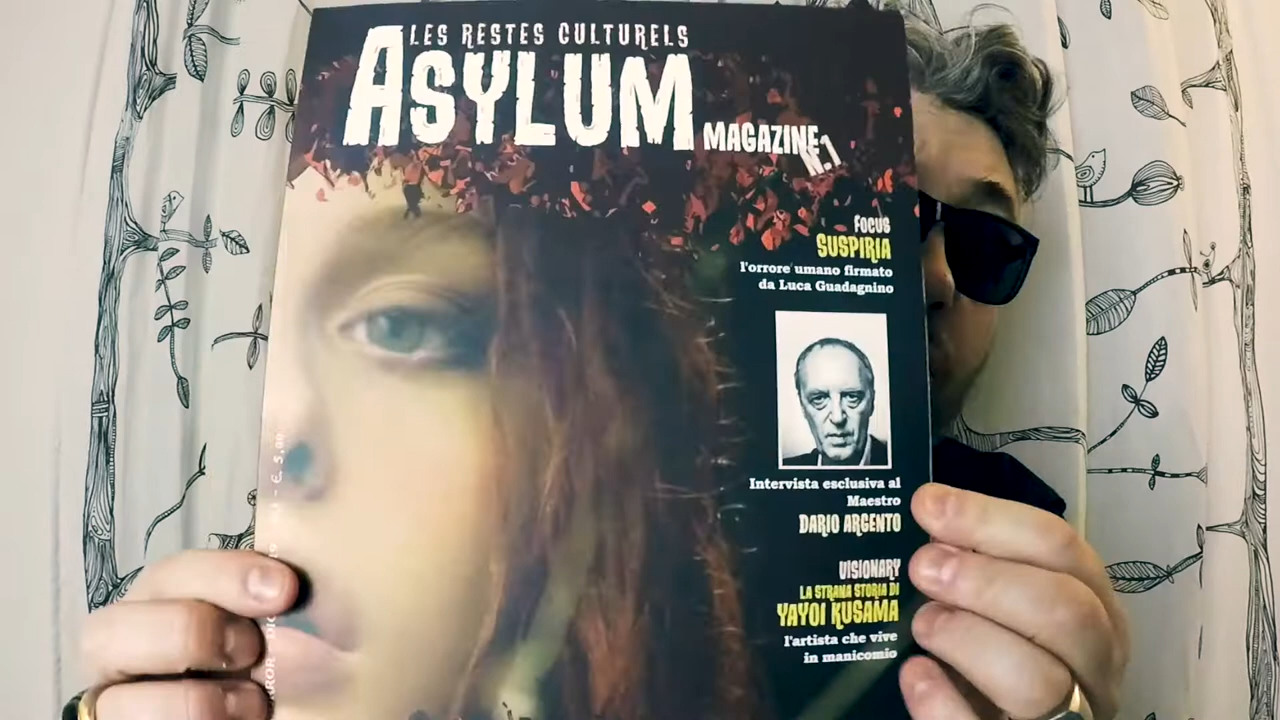 LES RESTES CULTURELS
ASYLUM
MAGAZINE
FOCUS
SUSPIRIA
l'orrore umano firmato
da Luca Guadagnino
Intervista esclusiva al
Maestro
DARIO ARGENTO
VISIONARY
LA STRANA STORIA DI
YAYOI KUSAMA
l'artista che vive
in manicomio